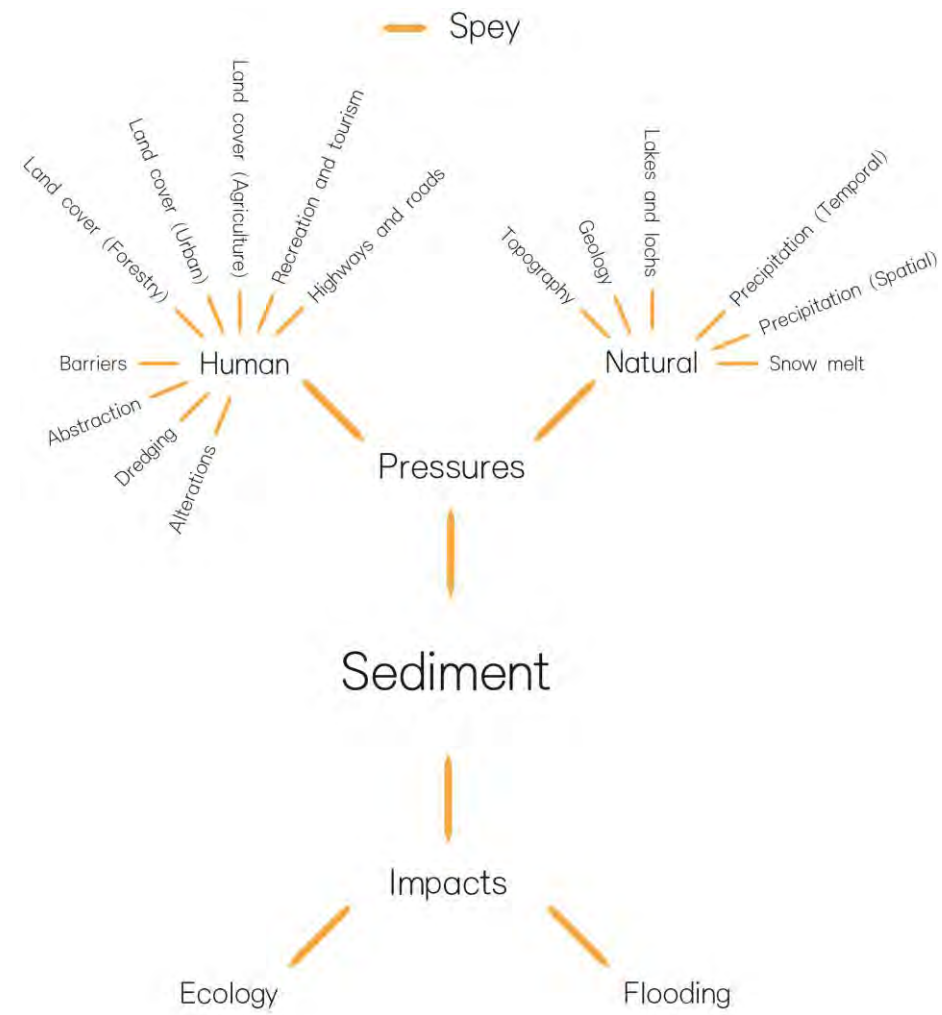 Spey
Land cover (Forestry)
Land cover (Urban)
Land cover (Agriculture)
Recreation and tourism
Highways and roads
Barriers
Abstraction
Dredging
Alterations
Human
Topography
Geology
Lakes and lochs
Precipitation (Temporal)
Precipitation (Spatial)
Snow melt
Natural
Pressures
Sediment
Impacts
Ecology
Flooding